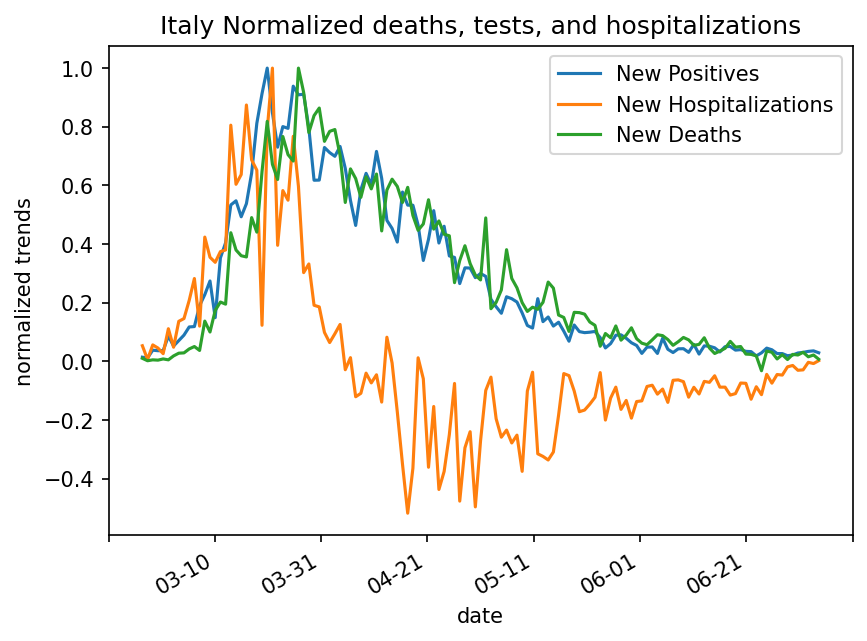 Italy Normalized deaths, tests, and hospitalizations
New Positives
New Hospitalizations
New Deaths
normalized trends
1.0
0.8
0.6
0.4
0.2
0.0
−0.2
−0.4
03-10
03-31
04-21
05-11
06-01
06-21
date